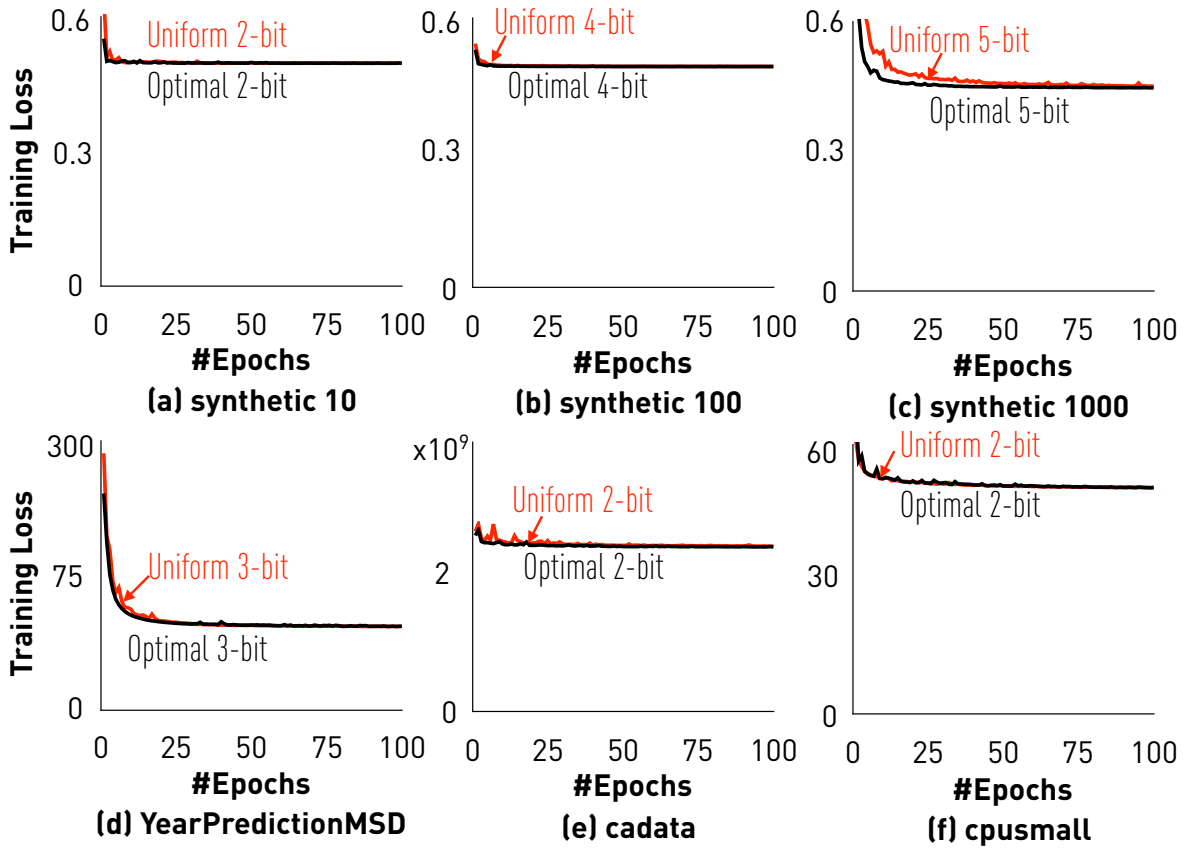 Training Loss
0.6
0.3
0
Uniform 2-bit
Optimal 2-bit
0 25 50 75 100
#Epochs
(a) synthetic 10
0.6
0.3
0
Uniform 4-bit
Optimal 4-bit
0 25 50 75 100
#Epochs
(b) synthetic 100
0.6
0.3
0
Uniform 5-bit
Optimal 5-bit
0 25 50 75 100
#Epochs
(c) synthetic 1000
Training Loss
300
75
0
Uniform 3-bit
Optimal 3-bit
0 25 50 75 100
#Epochs
(d) YearPredictionMSD
x10⁹
2
0
Uniform 2-bit
Optimal 2-bit
0 25 50 75 100
#Epochs
(e) cadata
60
30
0
Uniform 2-bit
Optimal 2-bit
0 25 50 75 100
#Epochs
(f) cpusmall